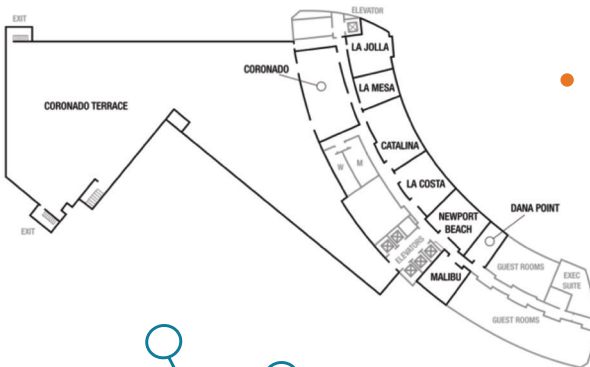 EXIT
ELEVATOR
LA JOLLA
CORONADO
LA MESA
CORONADO TERRACE
CATALINA
W
M
LA COSTA
DANA POINT
NEWPORT
BEACH
EXIT
ELEVATORS
MALIBU
GUEST ROOMS
EXEC
SUITE
GUEST ROOMS